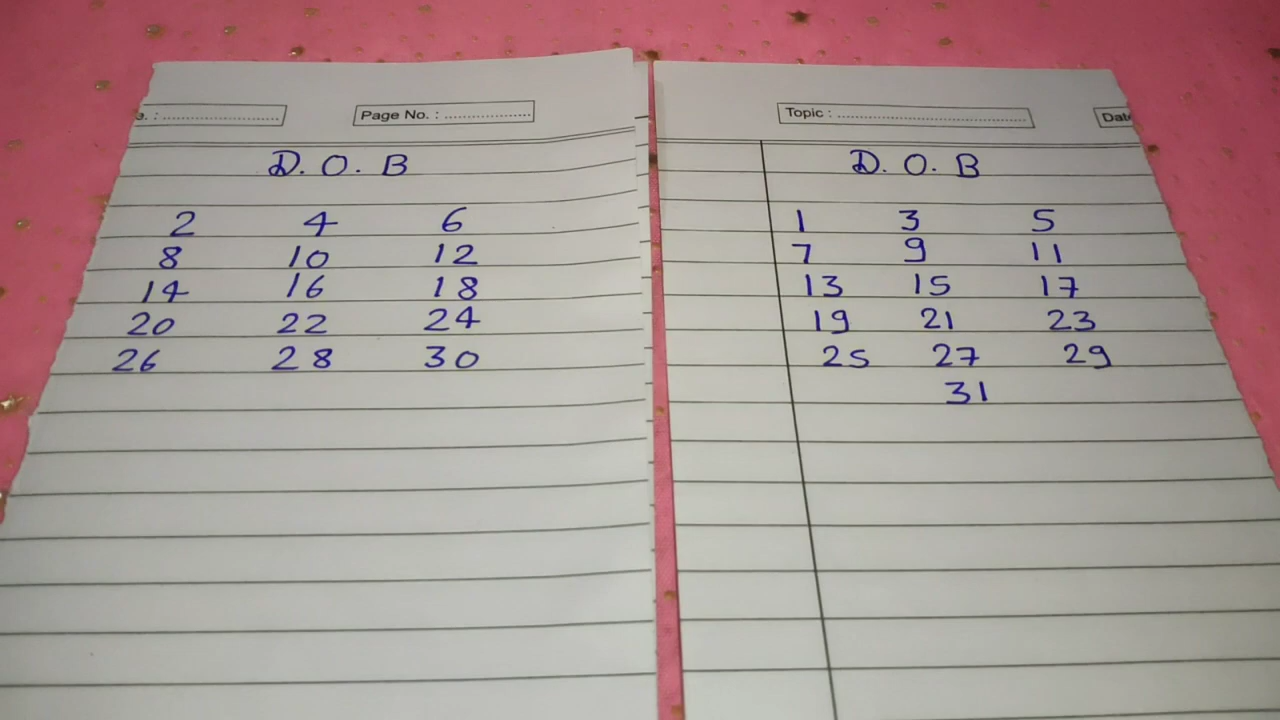 Page No. :
D. O. B
2 4 6
8 10 12
14 16 18
20 22 24
26 28 30
Topic :
D. O. B
1 3 5
7 9 11
13 15 17
19 21 23
25 27 29
31